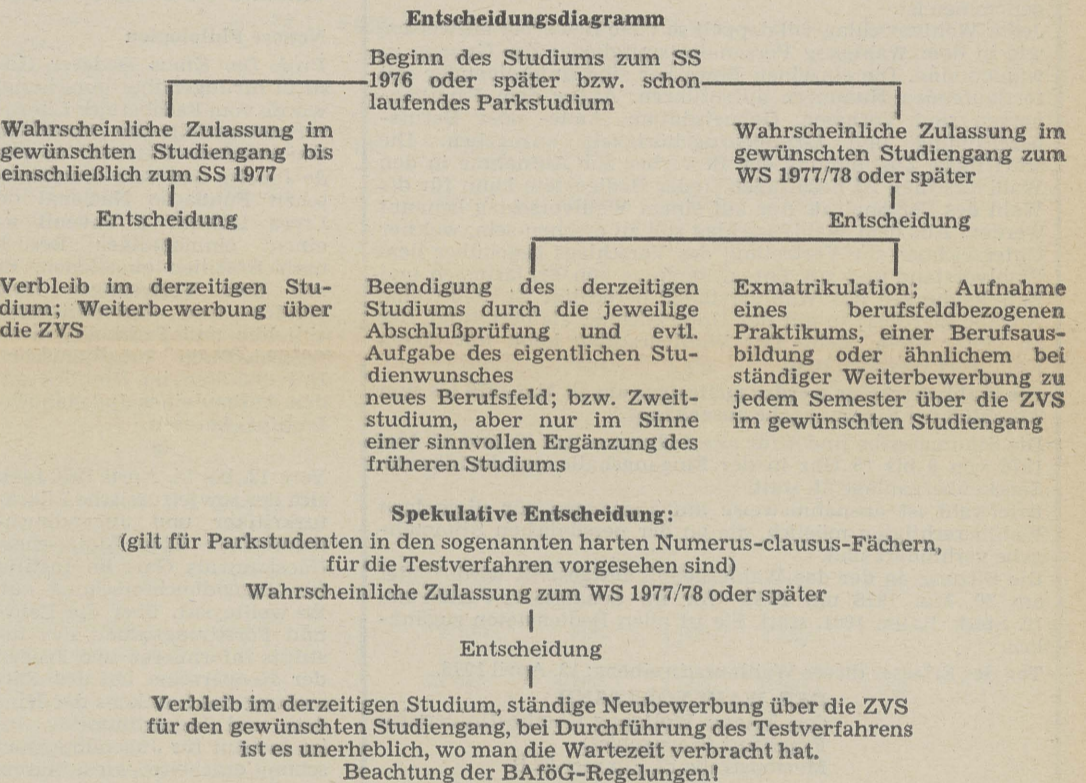 Entscheidungsdiagramm
Beginn des Studiums zum SS
1976 oder später bzw. schon
laufendes Parkstudium
Wahrscheinliche Zulassung im
gewünschten Studiengang bis
einschließlich zum SS 1977
Entscheidung
Verbleib im derzeitigen Stu-
dium; Weiterbewerbung über
die ZVS
Wahrscheinliche Zulassung im
gewünschten Studiengang zum
WS 1977/78 oder später
Entscheidung
Beendigung des derzeitigen
Studiums durch die jeweilige
Abschlußprüfung und evtl.
Aufgabe des eigentlichen Stu-
dienwunsches
neues Berufsfeld; bzw. Zweit-
studium, aber nur im Sinne
einer sinnvollen Ergänzung des
früheren Studiums
Exmatrikulation; Aufnahme
eines berufsfeldbezogenen
Praktikums, einer Berufsaus-
bildung oder ähnlichem bei
ständiger Weiterbewerbung zu
jedem Semester über die ZVS
im gewünschten Studiengang
Spekulative Entscheidung:
(gilt für Parkstudenten in den sogenannten harten Numerus-clausus-Fächern,
für die Testverfahren vorgesehen sind)
Wahrscheinliche Zulassung zum WS 1977/78 oder später
Entscheidung
Verbleib im derzeitigen Studium, ständige Neubewerbung über die ZVS
für den gewünschten Studiengang, bei Durchführung des Testverfahrens
ist es unerheblich, wo man die Wartezeit verbracht hat.
Beachtung der BAföG-Regelungen!